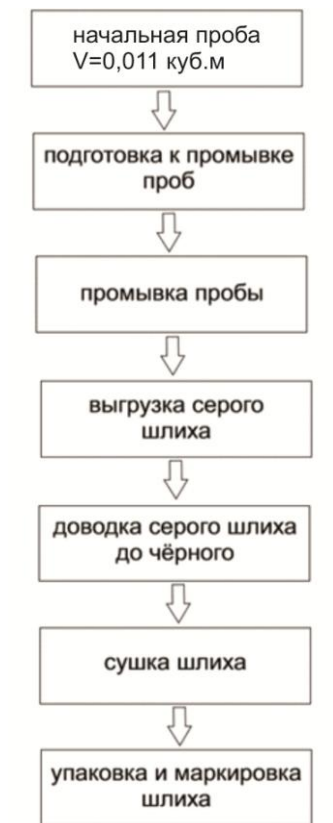 начальная проба
V=0,011 куб.м
подготовка к промывке
проб
промывка пробы
выгрузка серого
шлиха
доводка серого шлиха
до чёрного
сушка шлиха
упаковка и маркировка
шлиха